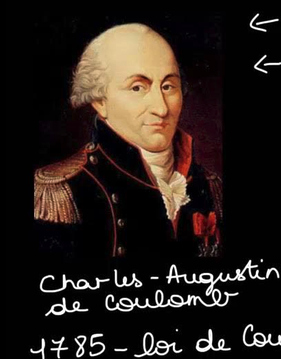 Charles-Augustin
de Coulomb
1785 - loi de Cou